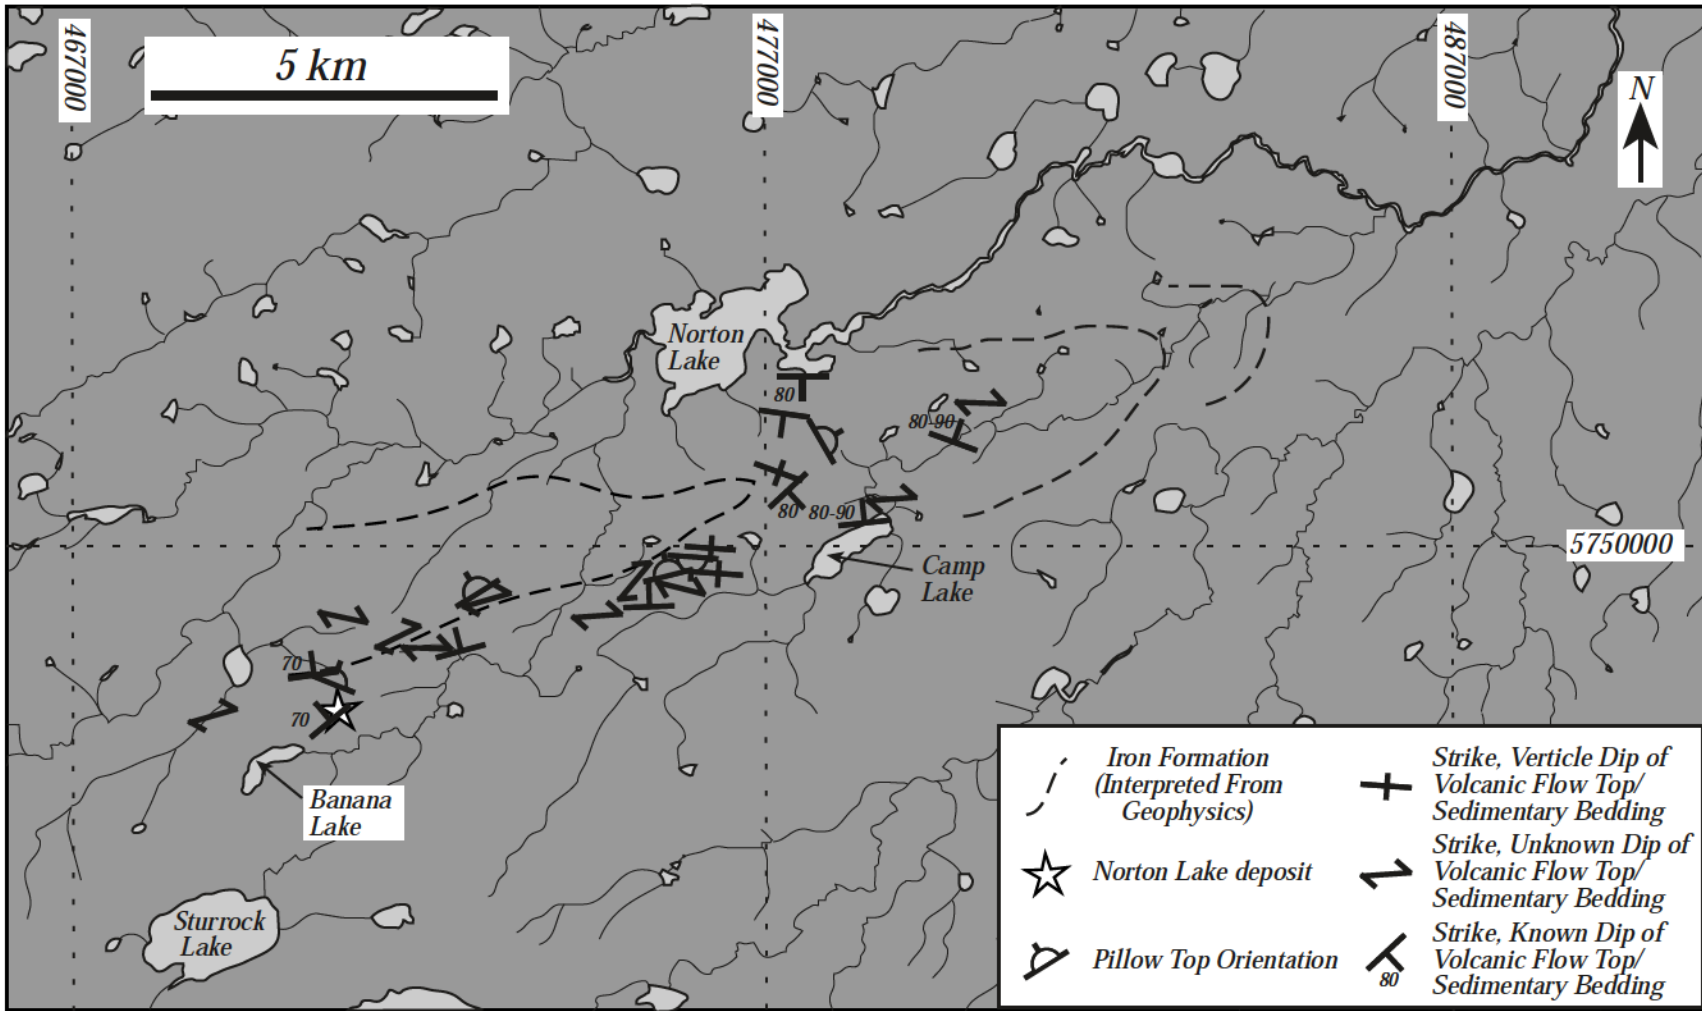 467000
5 km
477000
487000
N
Norton
Lake
80
80-90
80
80-90
5750000
Camp
Lake
70
70
Banana
Lake
Sturrock
Lake
Iron Formation
(Interpreted From
Geophysics)
Norton Lake deposit
Pillow Top Orientation
Strike, Verticle Dip of
Volcanic Flow Top/
Sedimentary Bedding
Strike, Unknown Dip of
Volcanic Flow Top/
Sedimentary Bedding
Strike, Known Dip of
Volcanic Flow Top/
Sedimentary Bedding
80